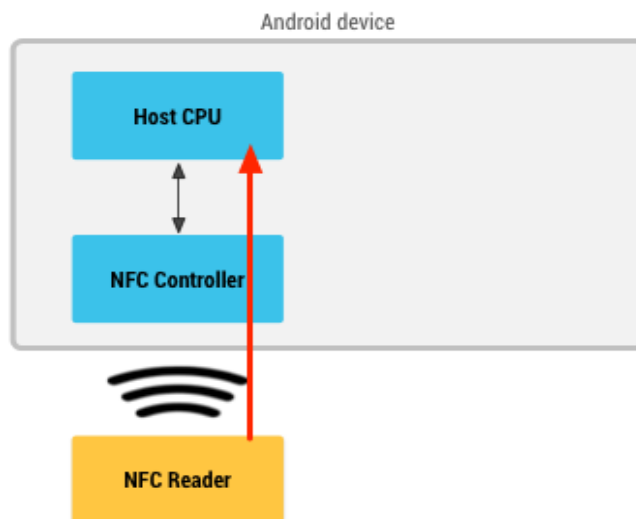 Android device
Host CPU
NFC Controller
NFC Reader